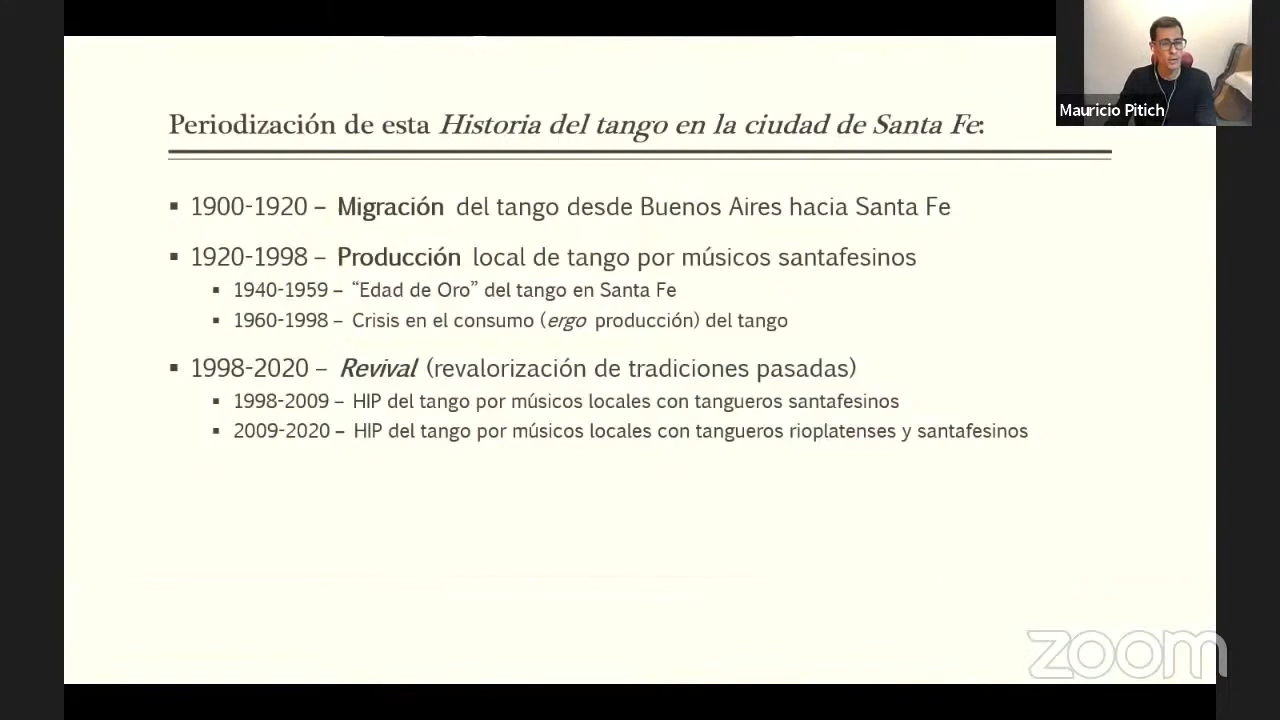 Periodización de esta Historia del tango en la ciudad de Santa Fe:
▪ 1900-1920 – Migración del tango desde Buenos Aires hacia Santa Fe
▪ 1920-1998 – Producción local de tango por músicos santafesinos
▪ 1940-1959 – “Edad de Oro” del tango en Santa Fe
▪ 1960-1998 – Crisis en el consumo (ergo producción) del tango
▪ 1998-2020 – Revival (revalorización de tradiciones pasadas)
▪ 1998-2009 – HIP del tango por músicos locales con tangueros santafesinos
▪ 2009-2020 – HIP del tango por músicos locales con tangueros rioplatenses y santafesinos
Mauricio Pitich
zoom